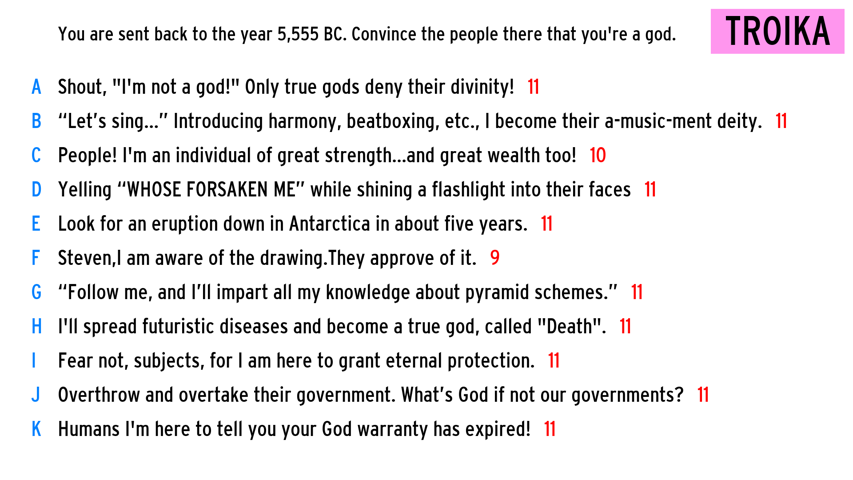 You are sent back to the year 5,555 BC. Convince the people there that you're a god.
TROIKA
A Shout, "I'm not a god!" Only true gods deny their divinity! 11
B “Let’s sing...” Introducing harmony, beatboxing, etc., I become their a-music-ment deity. 11
C People! I'm an individual of great strength...and great wealth too! 10
D Yelling “WHOSE FORSAKEN ME” while shining a flashlight into their faces 11
E Look for an eruption down in Antarctica in about five years. 11
F Steven,I am aware of the drawing.They approve of it. 9
G “Follow me, and I’ll impart all my knowledge about pyramid schemes.” 11
H I'll spread futuristic diseases and become a true god, called "Death". 11
I Fear not, subjects, for I am here to grant eternal protection. 11
J Overthrow and overtake their government. What’s God if not our governments? 11
K Humans I'm here to tell you your God warranty has expired! 11